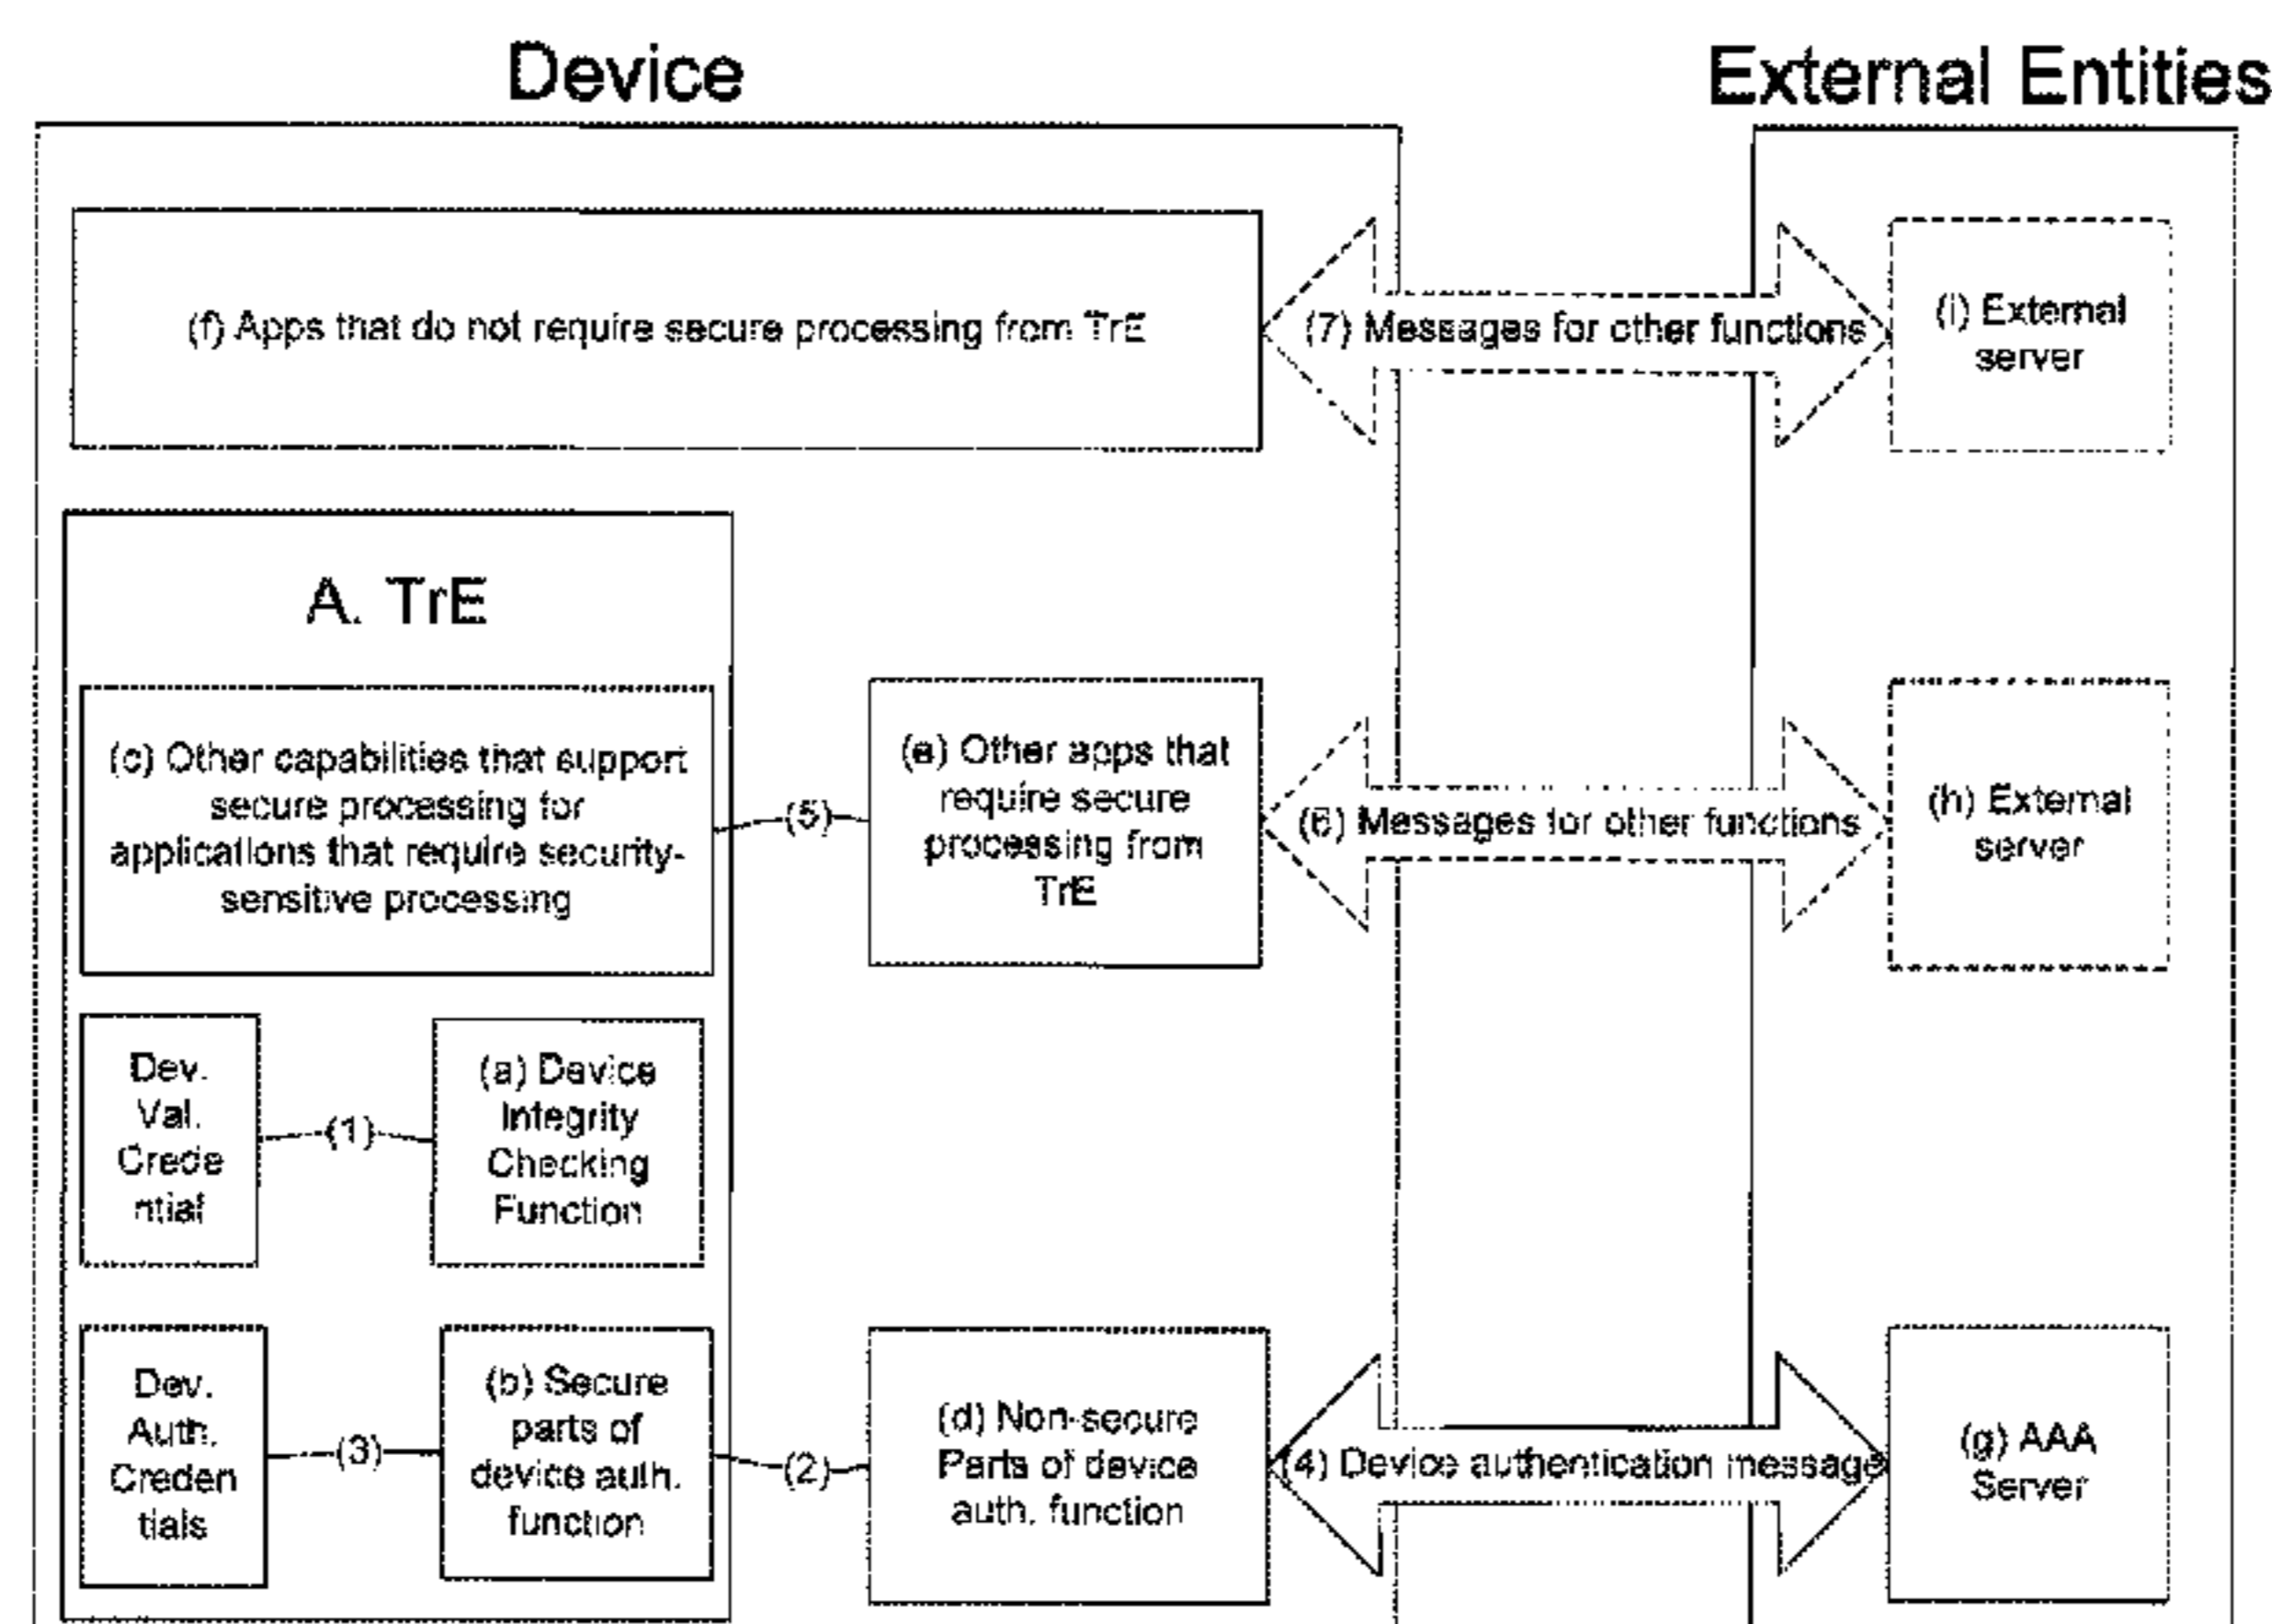 Device
External Entities
(f) Apps that do not require secure processing from TrE
(7) Messages for other functions
(i) External
server
A. TrE
(c) Other capabilities that support
secure processing for
applications that require security-
sensitive processing
(5)
(e) Other apps that
require secure
processing from
TrE
(6) Messages for other functions
(h) External
server
Dev.
Val.
Crede
ntial
(1)
(a) Device
Integrity
Checking
Function
Dev.
Auth.
Creden
tials
(3)
(b) Secure
parts of
device auth.
function
(2)
(d) Non-secure
Parts of device
auth. function
(4) Device authentication message
(g) AAA
Server